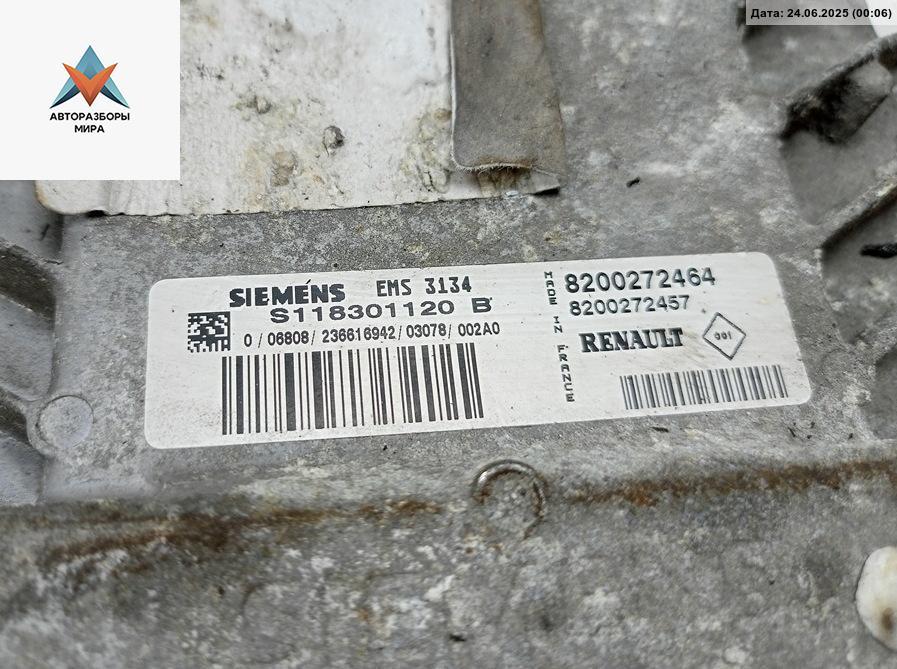 Дата: 24.06.2025 (00:06)
АВТОРАЗБОРЫ
МИРА
SIEMENS EMS 3134
S118301120 B
0 / 06808 / 236616942 / 03078 / 002A0
MADE IN FRANCE
8200272464
8200272457
RENAULT
001